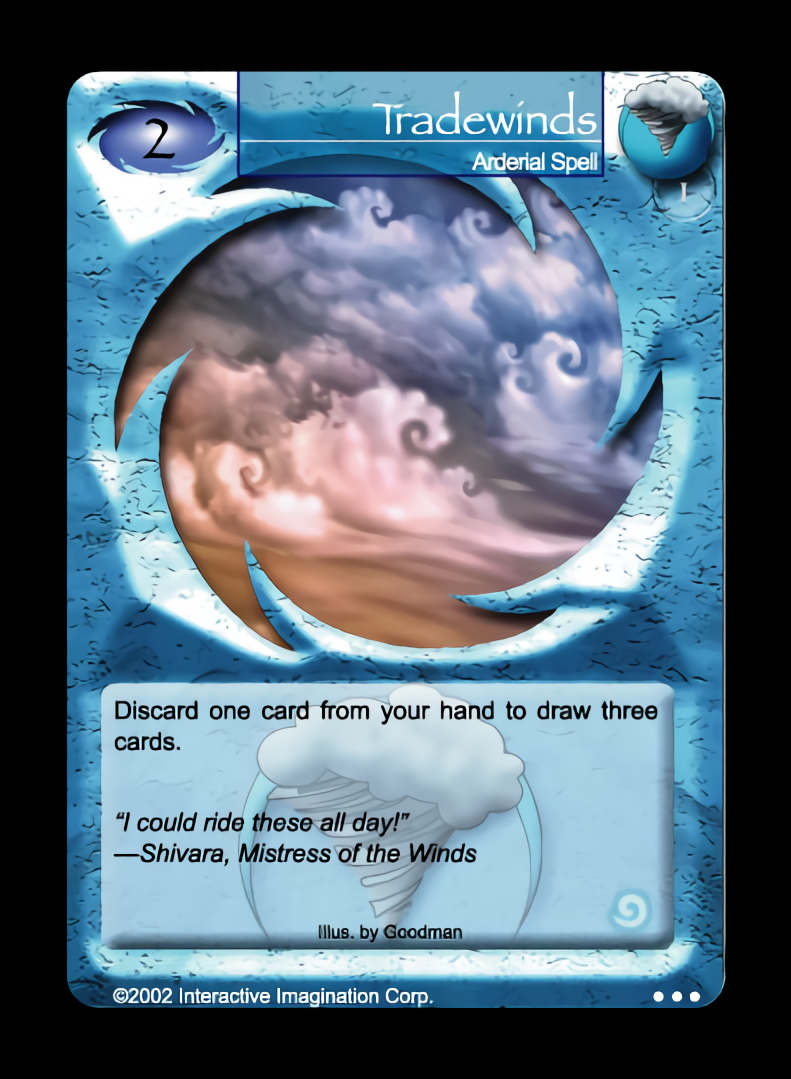 2
Tradewinds
Arderial Spell
1
Discard one card from your hand to draw three
cards.
“I could ride these all day!”
—Shivara, Mistress of the Winds
Illus. by Goodman
©2002 Interactive Imagination Corp.